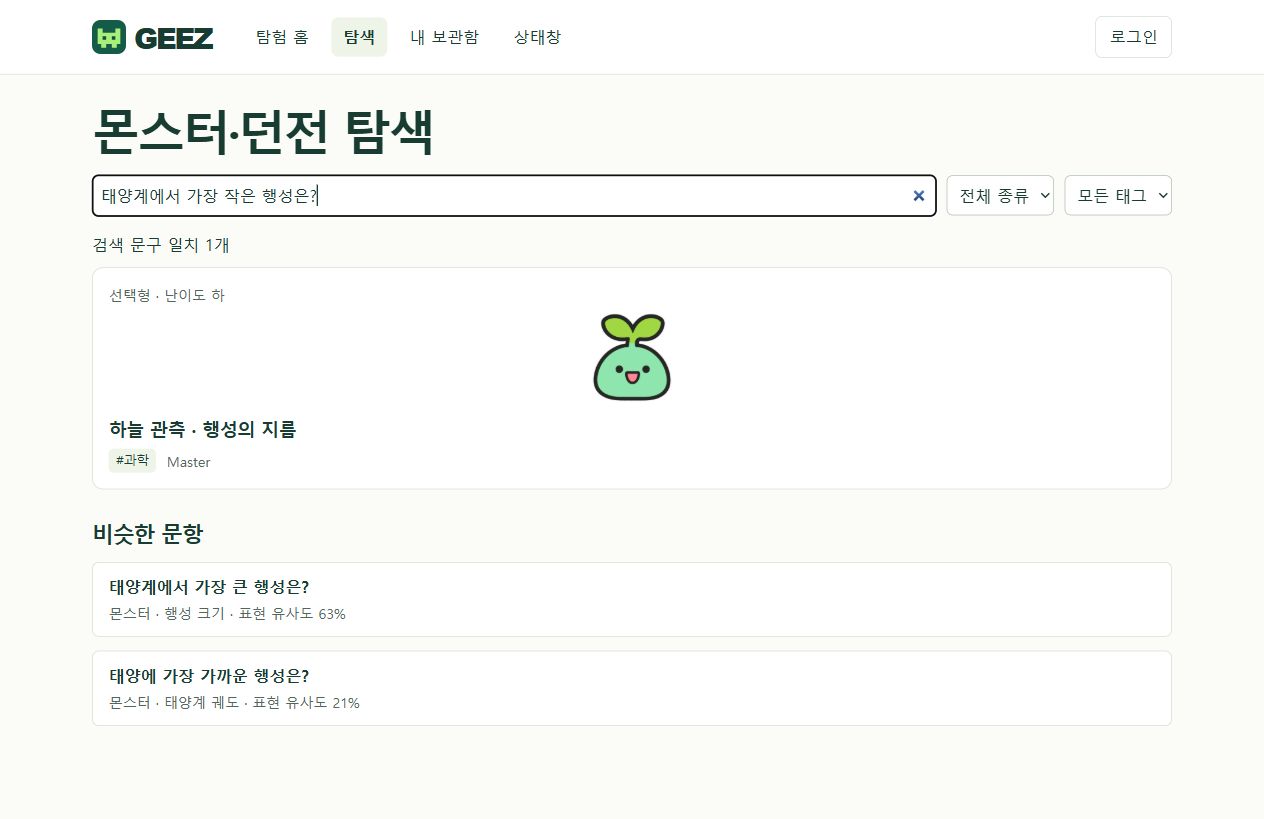 GEEZ 탐험 홈 탐색 내 보관함 상태창 로그인
몬스터·던전 탐색
태양계에서 가장 작은 행성은? × 전체 종류 모든 태그
검색 문구 일치 1개
선택형 · 난이도 하
하늘 관측 · 행성의 지름
#과학 Master
비슷한 문항
태양계에서 가장 큰 행성은?
몬스터 · 행성 크기 · 표현 유사도 63%
태양에 가장 가까운 행성은?
몬스터 · 태양계 궤도 · 표현 유사도 21%